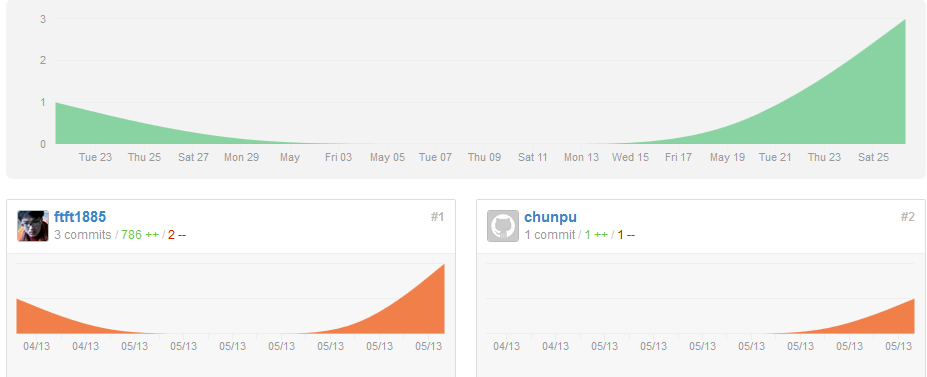 3
2
1
0
Tue 23 Thu 25 Sat 27 Mon 29 May Fri 03 May 05 Tue 07 Thu 09 Sat 11 Mon 13 Wed 15 Fri 17 May 19 Tue 21 Thu 23 Sat 25
ftft1885 #1
3 commits / 786 ++ / 2 --
04/13 04/13 05/13 05/13 05/13 05/13 05/13 05/13 05/13
chunpu #2
1 commit / 1 ++ / 1 --
04/13 04/13 05/13 05/13 05/13 05/13 05/13 05/13 05/13